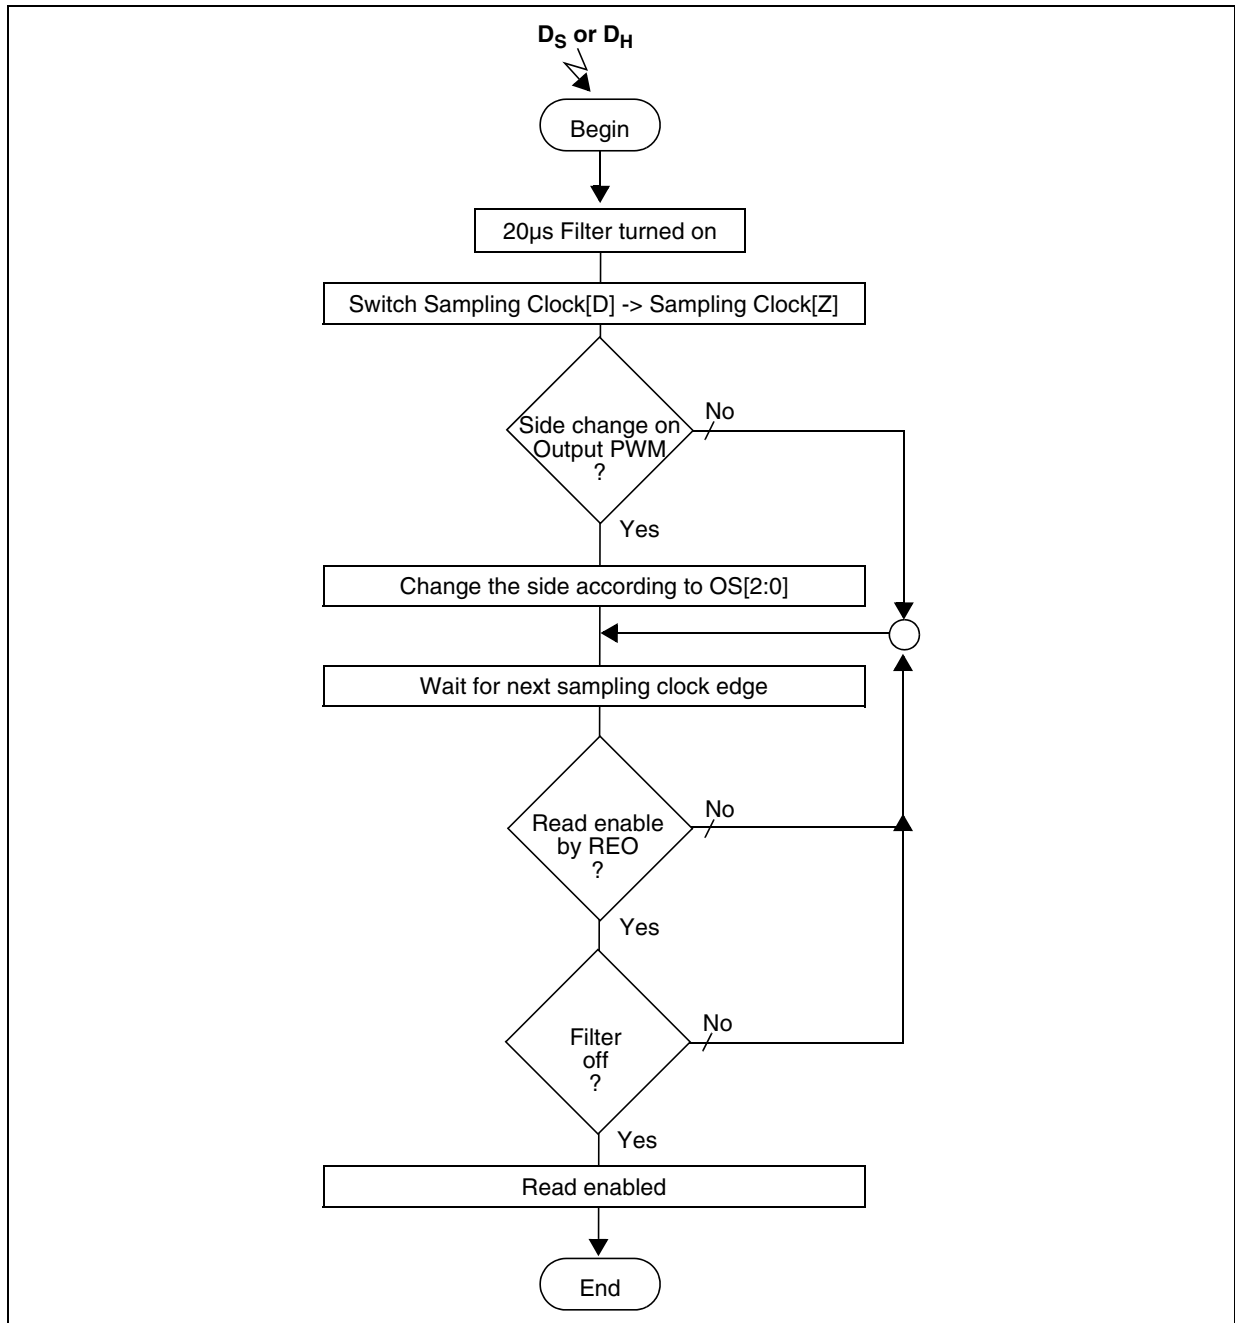 DS or DH
Begin
20µs Filter turned on
Switch Sampling Clock[D] -> Sampling Clock[Z]
Side change on
Output PWM
?
No
Yes
Change the side according to OS[2:0]
Wait for next sampling clock edge
Read enable
by REO
?
No
Yes
Filter
off
?
No
Yes
Read enabled
End